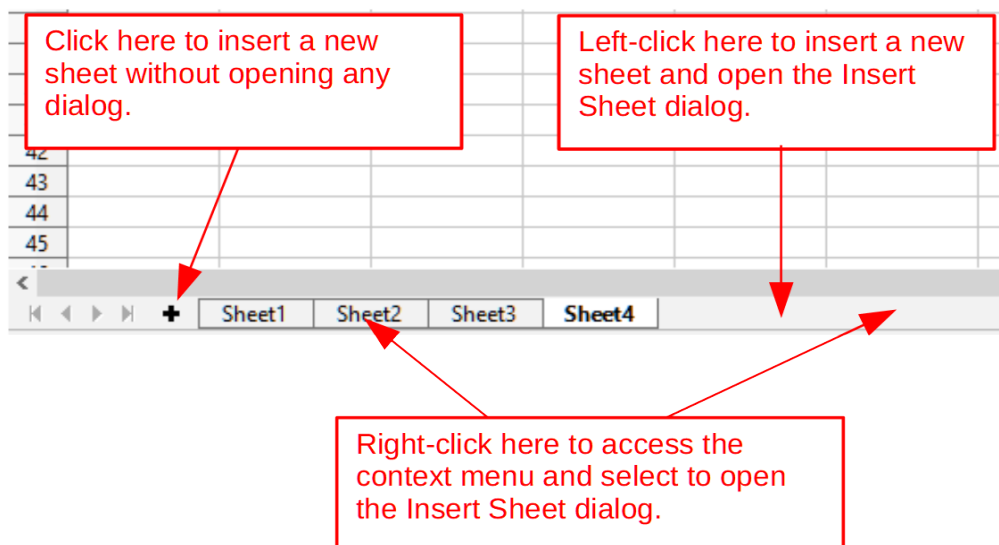 Click here to insert a new
sheet without opening any
dialog.
Left-click here to insert a new
sheet and open the Insert
Sheet dialog.
42
43
44
45
Sheet1 Sheet2 Sheet3 Sheet4
Right-click here to access the
context menu and select to open
the Insert Sheet dialog.